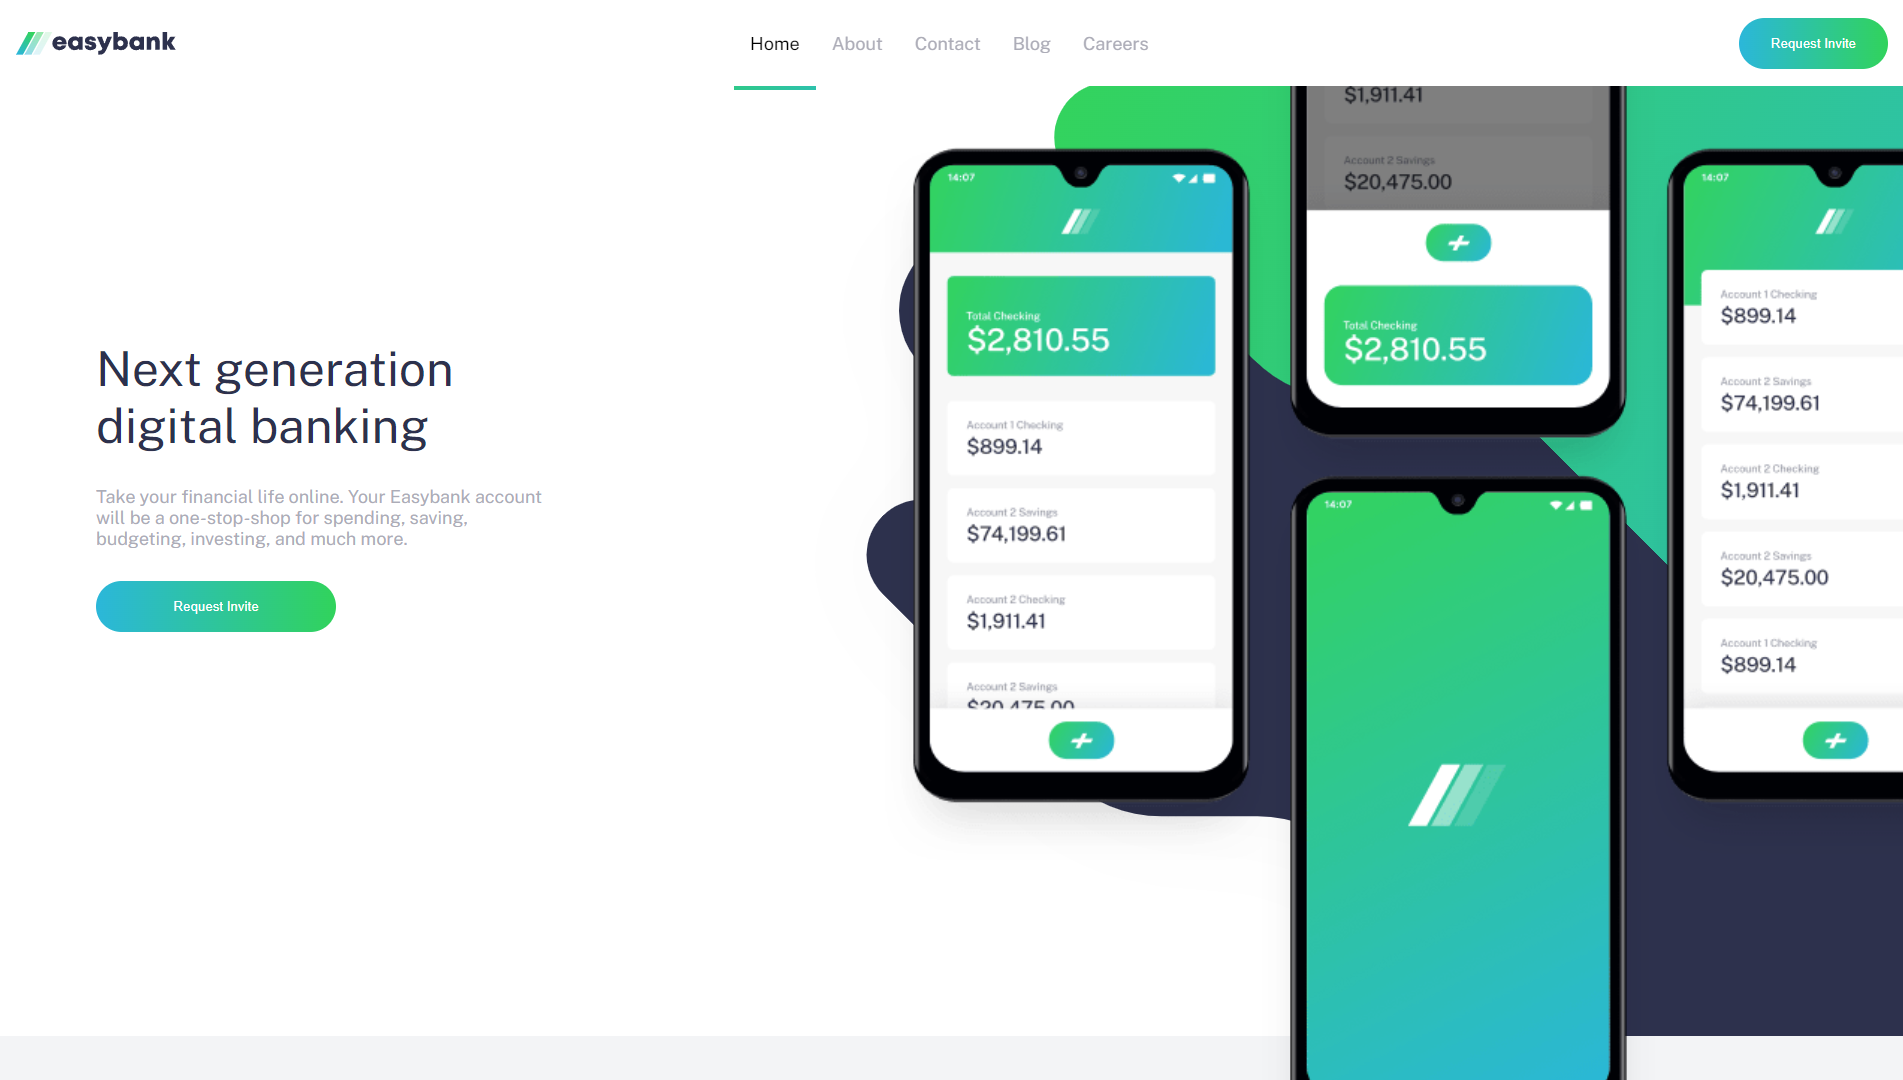 easybank
Home
About
Contact
Blog
Careers
Request Invite
Next generation
digital banking
Take your financial life online. Your Easybank account
will be a one-stop-shop for spending, saving,
budgeting, investing, and much more.
Request Invite
14:07
Total Checking
$2,810.55
Account 1 Checking
$899.14
Account 2 Savings
$74,199.61
Account 2 Checking
$1,911.41
Account 2 Savings
$20,475.00
$1,911.41
Account 2 Savings
$20,475.00
Total Checking
$2,810.55
14:07
14:07
Account 1 Checking
$899.14
Account 2 Savings
$74,199.61
Account 2 Checking
$1,911.41
Account 2 Savings
$20,475.00
Account 1 Checking
$899.14